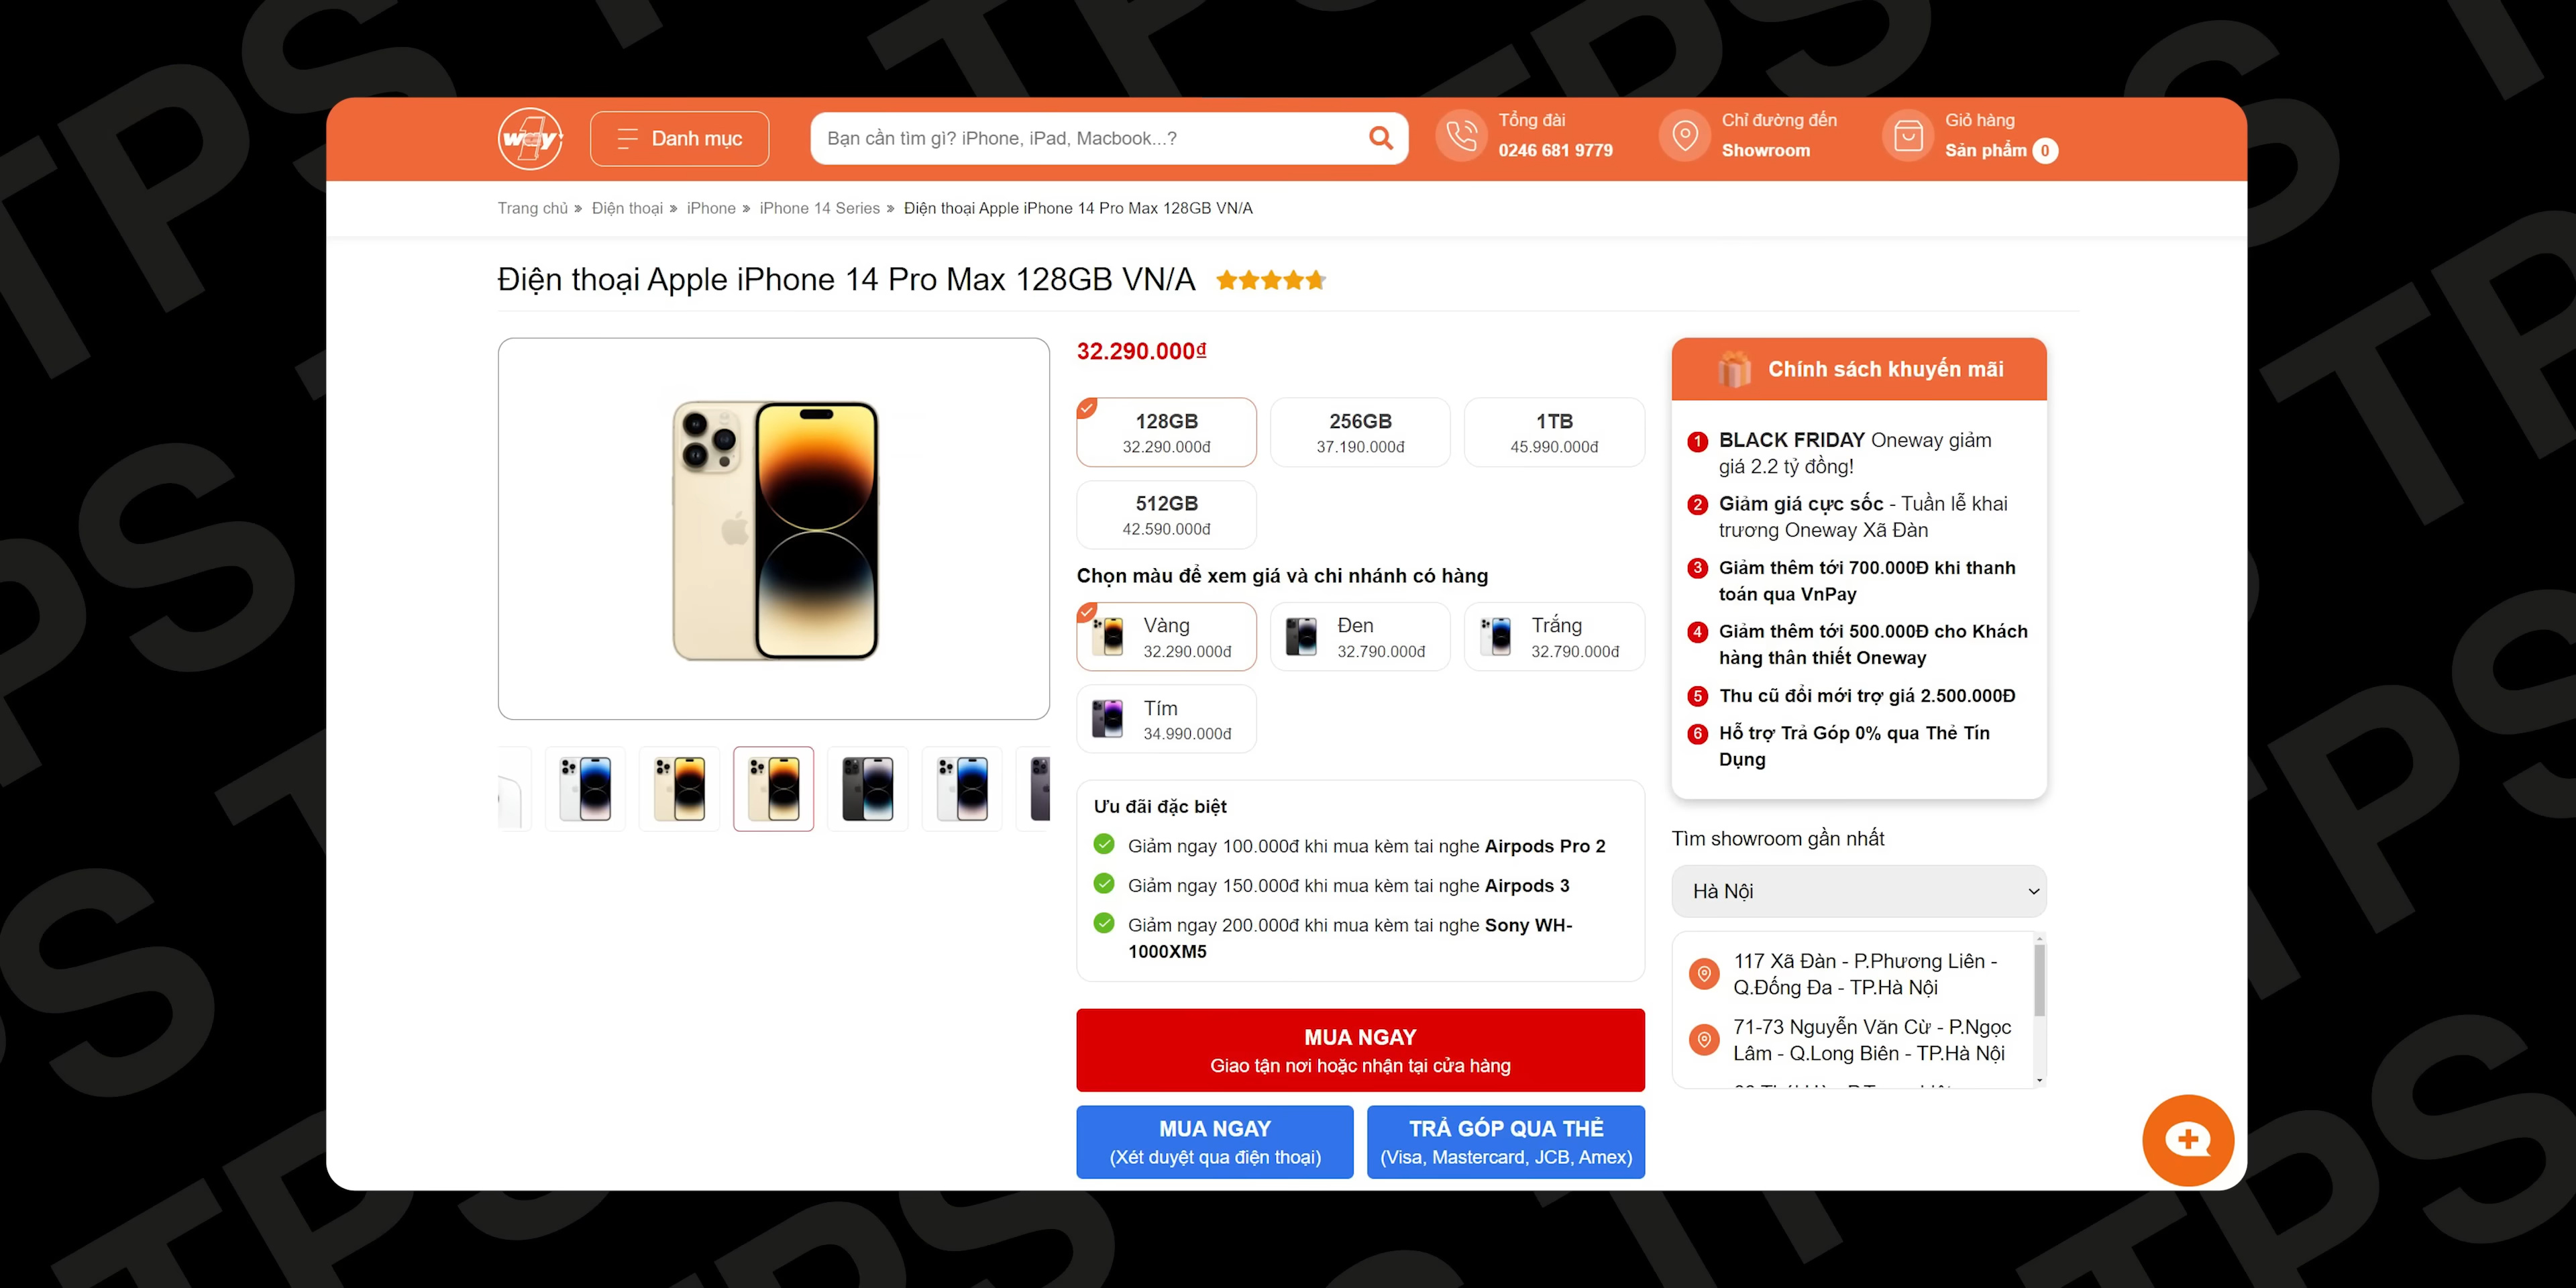 way
Danh mục
Bạn cần tìm gì? iPhone, iPad, Macbook...?
Tổng đài
0246 681 9779
Chỉ đường đến
Showroom
Giỏ hàng
Sản phẩm 0
Trang chủ » Điện thoại » iPhone » iPhone 14 Series » Điện thoại Apple iPhone 14 Pro Max 128GB VN/A
Điện thoại Apple iPhone 14 Pro Max 128GB VN/A
32.290.000₫
128GB
32.290.000đ
256GB
37.190.000đ
1TB
45.990.000đ
512GB
42.590.000đ
Chọn màu để xem giá và chi nhánh có hàng
Vàng
32.290.000đ
Đen
32.790.000đ
Trắng
32.790.000đ
Tím
34.990.000đ
Ưu đãi đặc biệt
Giảm ngay 100.000đ khi mua kèm tai nghe Airpods Pro 2
Giảm ngay 150.000đ khi mua kèm tai nghe Airpods 3
Giảm ngay 200.000đ khi mua kèm tai nghe Sony WH-
1000XM5
MUA NGAY
Giao tận nơi hoặc nhận tại cửa hàng
MUA NGAY
(Xét duyệt qua điện thoại)
TRẢ GÓP QUA THẺ
(Visa, Mastercard, JCB, Amex)
Chính sách khuyến mãi
1 BLACK FRIDAY Oneway giảm
giá 2.2 tỷ đồng!
2 Giảm giá cực sốc - Tuần lễ khai
trương Oneway Xã Đàn
3 Giảm thêm tới 700.000Đ khi thanh
toán qua VnPay
4 Giảm thêm tới 500.000Đ cho Khách
hàng thân thiết Oneway
5 Thu cũ đổi mới trợ giá 2.500.000Đ
6 Hỗ trợ Trả Góp 0% qua Thẻ Tín
Dụng
Tìm showroom gần nhất
Hà Nội
117 Xã Đàn - P.Phương Liên -
Q.Đống Đa - TP.Hà Nội
71-73 Nguyễn Văn Cừ - P.Ngọc
Lâm - Q.Long Biên - TP.Hà Nội
TPS
TPS
TPS
TPS
TPS
TPS